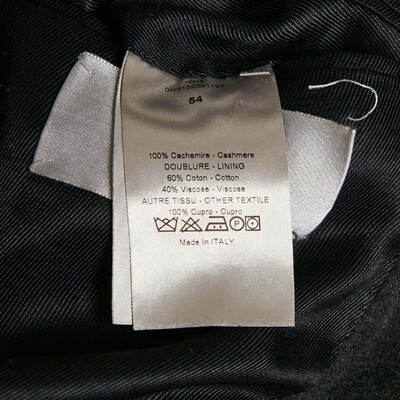 54
100% Cachemire - Cashmere
DOUBLURE - LINING
60% Coton - Cotton
40% Viscose - Viscose
AUTRE TISSU - OTHER TEXTILE
100% Cupro - Cupro
Made In ITALY